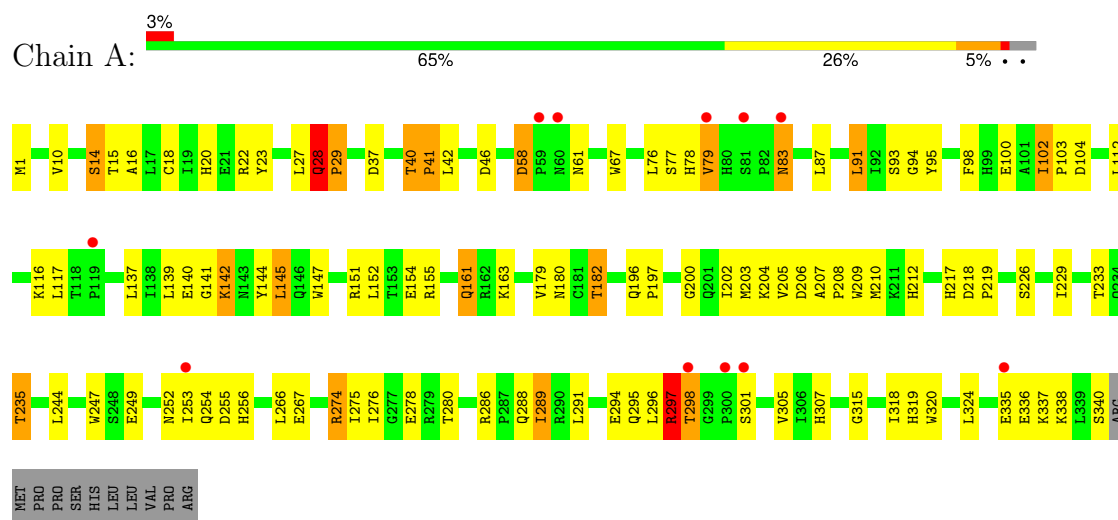 3%
Chain A:
65% 26% 5% • •
M1 V10 S14 T15 A16 L17 C18 I19 H20 E21 R22 Y23 L27 Q28 P29 D37 T40 P41 L42 D46 D58 P59 N60 N61 W67 L76 S77 H78 V79 H80 S81 P82 N83 L87 L91 I92 S93 G94 Y95 F98 H99 E100 A101 I102 P103 D104 L112
K116 L117 T118 P119 L137 I138 L139 E140 G141 K142 N143 Y144 L145 Q146 W147 R151 L152 T153 E154 R155 Q161 R162 K163 V179 N180 C181 T182 Q196 P197 G200 Q201 I202 M203 K204 V205 D206 A207 P208 W209 M210 K211 H212 H217 D218 P219 S226 I229 T233
T235 L244 W247 S248 E249 N252 I253 Q254 D255 H256 L266 E267 R274 I275 I276 G277 E278 R279 T280 R286 P287 Q288 I289 R290 L291 E294 Q295 L296 R297 T298 G299 P300 S301 V305 I306 H307 G315 I318 H319 W320 L324 E335 E336 K337 K338 L339 S340
MET PRO PRO SER HIS LEU LEU VAL PRO ARG